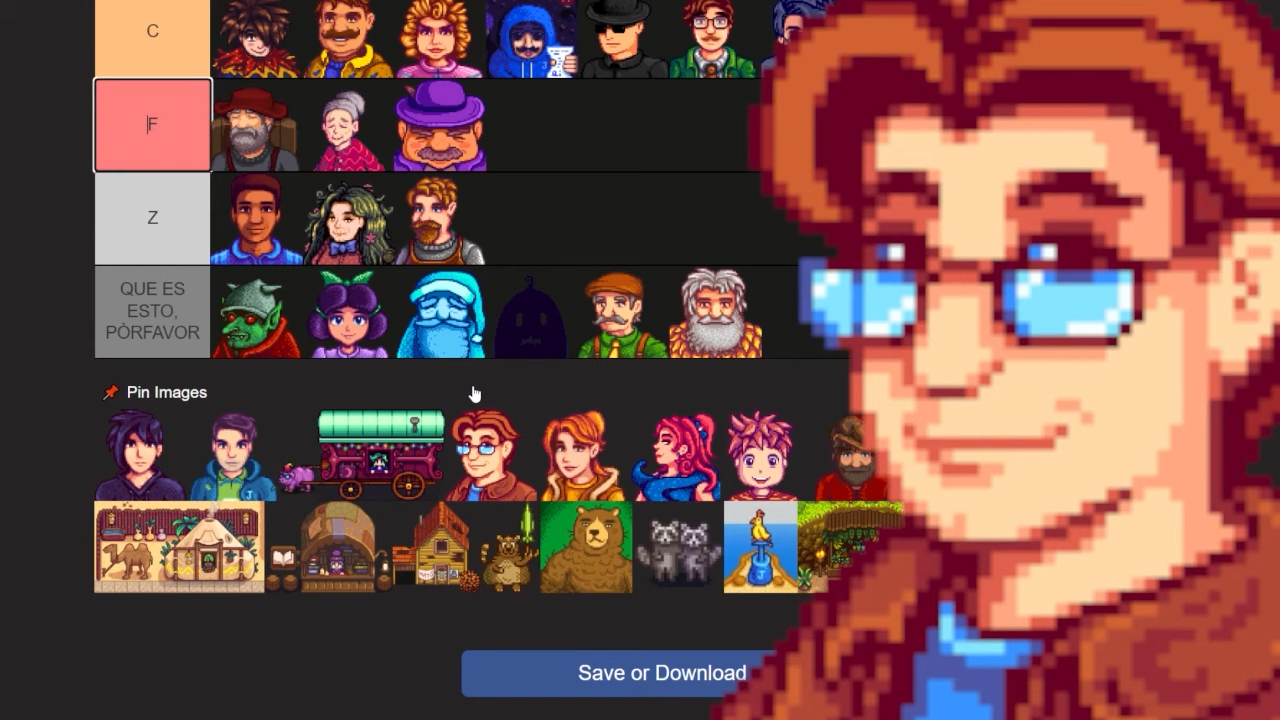 C
F
Z
QUE ES
ESTO,
PÒRFAVOR
Pin Images
J
J
Save or Download